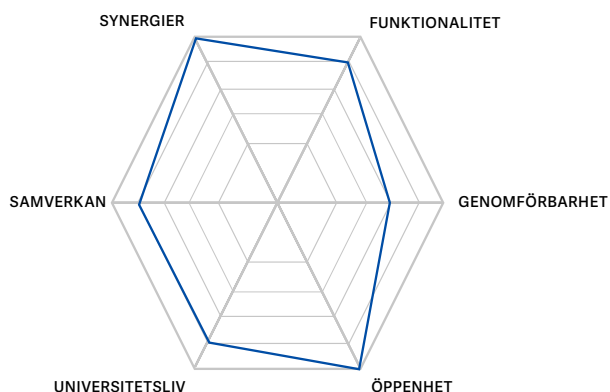 SYNERGIER
FUNKTIONALITET
SAMVERKAN
GENOMFÖRBARHET
UNIVERSITETSLIV
ÖPPENHET